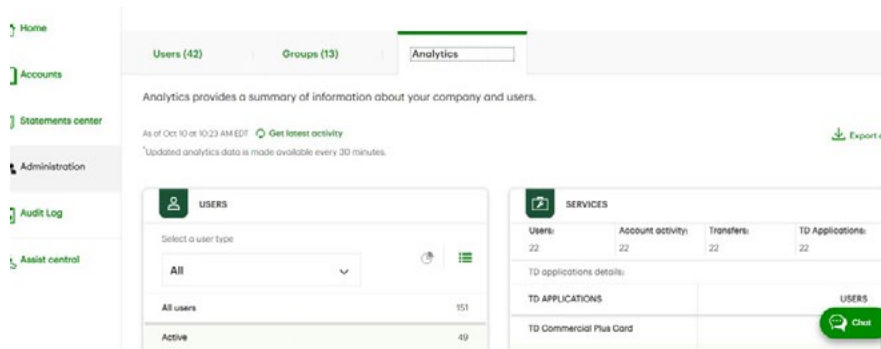 Home
Accounts
Statements center
Administration
Audit Log
Assist central
Users (42)
Groups (13)
Analytics
Analytics provides a summary of information about your company and users.
As of Oct 10 at 10:23 AM EDT Get latest activity
*Updated analytics data is made available every 30 minutes.
Export
USERS
Select a user type
All
All users 151
Active 49
SERVICES
Users: Account activity: Transfers: TD Applications:
22 22 22 22
TD applications details:
TD APPLICATIONS USERS
TD Commercial Plus Card
Chat